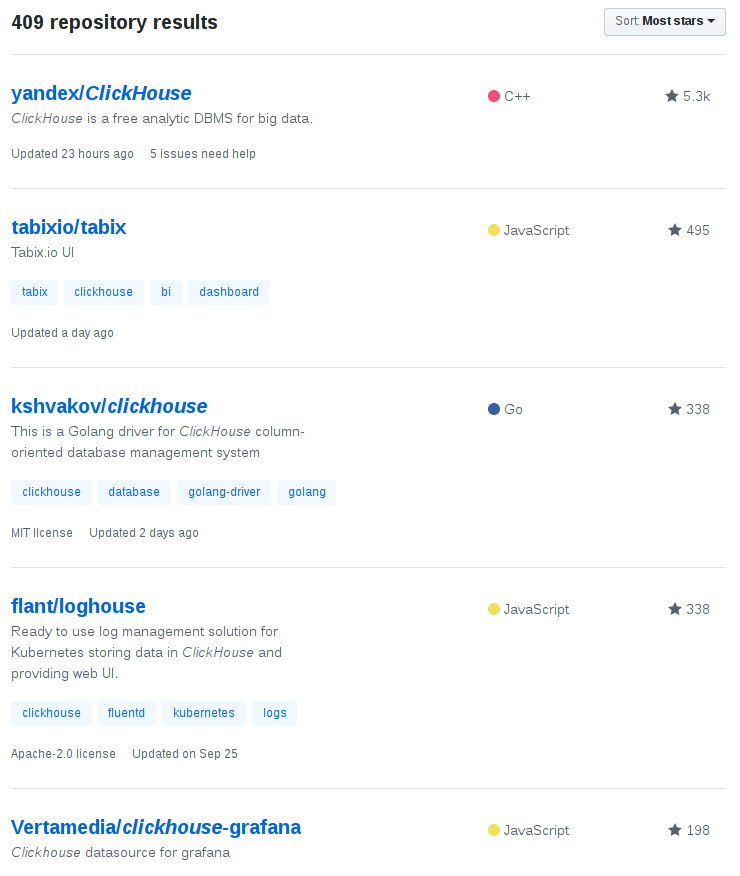 409 repository results
Sort: Most stars
yandex/ClickHouse
C++
5.3k
ClickHouse is a free analytic DBMS for big data.
Updated 23 hours ago 5 issues need help
tabixio/tabix
JavaScript
495
Tabix.io UI
tabix clickhouse bi dashboard
Updated a day ago
kshvakov/clickhouse
Go
338
This is a Golang driver for ClickHouse column-
oriented database management system
clickhouse database golang-driver golang
MIT license Updated 2 days ago
flant/loghouse
JavaScript
338
Ready to use log management solution for
Kubernetes storing data in ClickHouse and
providing web UI.
clickhouse fluentd kubernetes logs
Apache-2.0 license Updated on Sep 25
Vertamedia/clickhouse-grafana
JavaScript
198
Clickhouse datasource for grafana